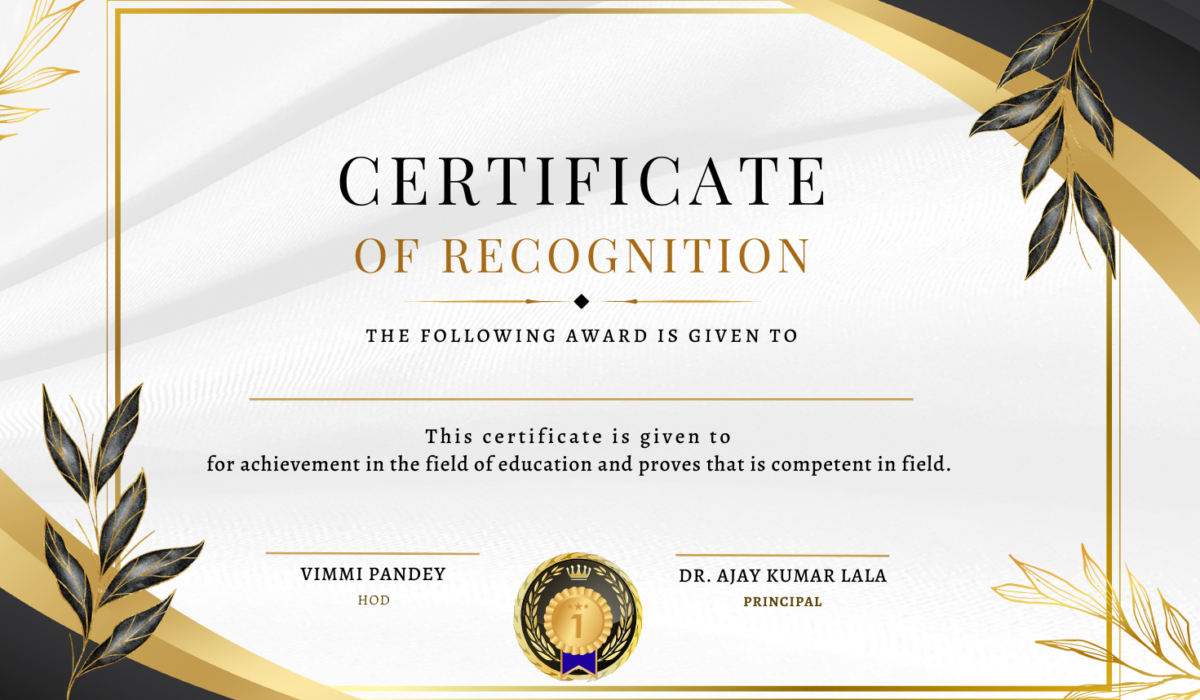 CERTIFICATE
OF RECOGNITION
THE FOLLOWING AWARD IS GIVEN TO
This certificate is given to
for achievement in the field of education and proves that is competent in field.
VIMMI PANDEY
HOD
1
DR. AJAY KUMAR LALA
PRINCIPAL